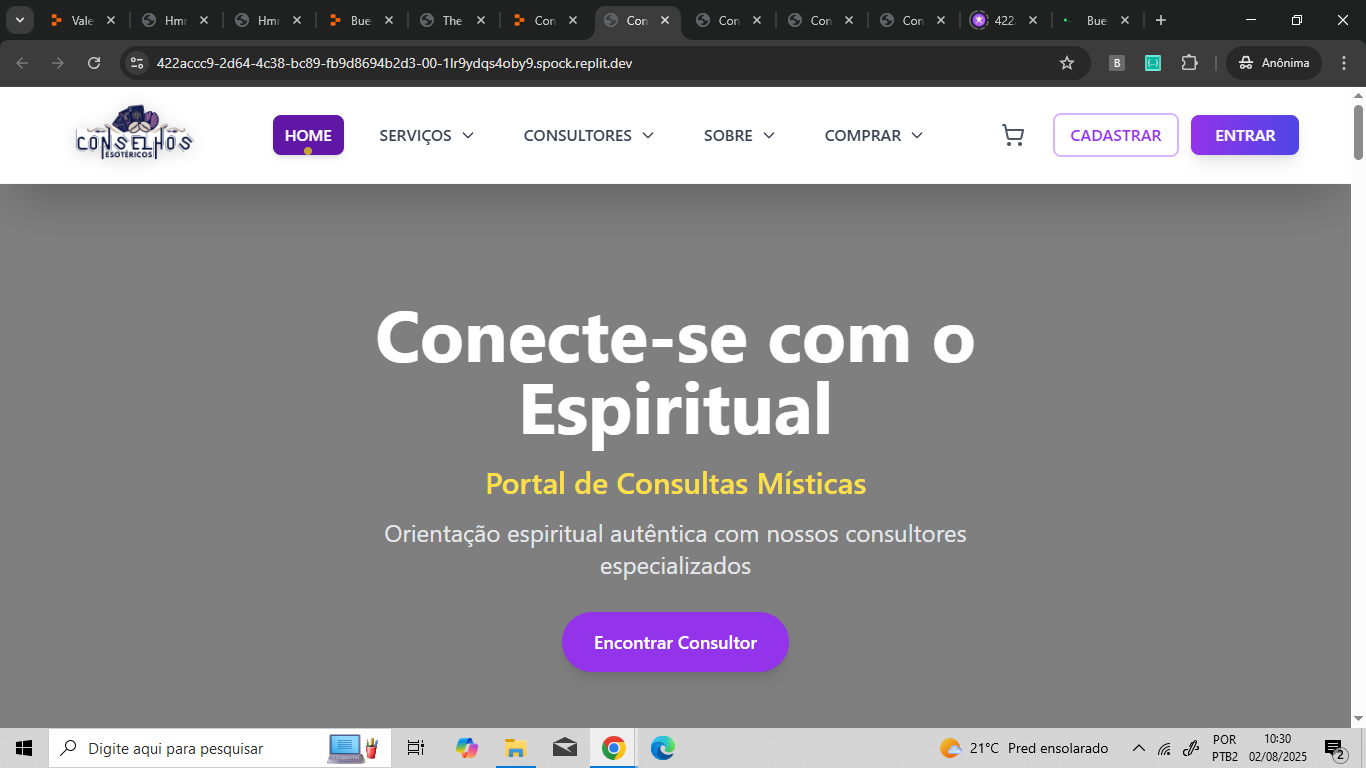 Vale
Hmr
Hmr
Bue
The
Con
Con
Con
Con
Con
422
Bue
422accc9-2d64-4c38-bc89-fb9d8694b2d3-00-1lr9ydqs4oby9.spock.replit.dev
B
Anônima
CONSELHOS
ESOTÉRICOS
HOME
SERVIÇOS
CONSULTORES
SOBRE
COMPRAR
CADASTRAR
ENTRAR
Conecte-se com o
Espiritual
Portal de Consultas Místicas
Orientação espiritual autêntica com nossos consultores
especializados
Encontrar Consultor
Digite aqui para pesquisar
21°C Pred ensolarado
POR
PTB2
10:30
02/08/2025
2